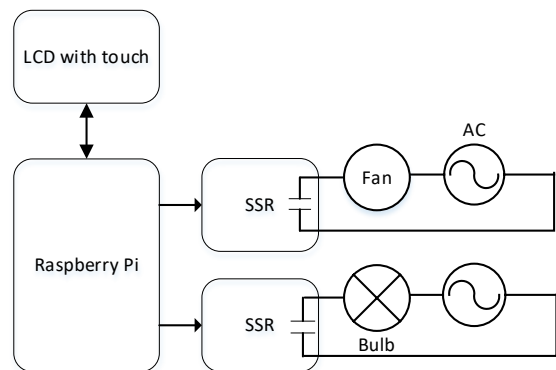 LCD with touch
AC
Fan
SSR
Raspberry Pi
SSR
Bulb